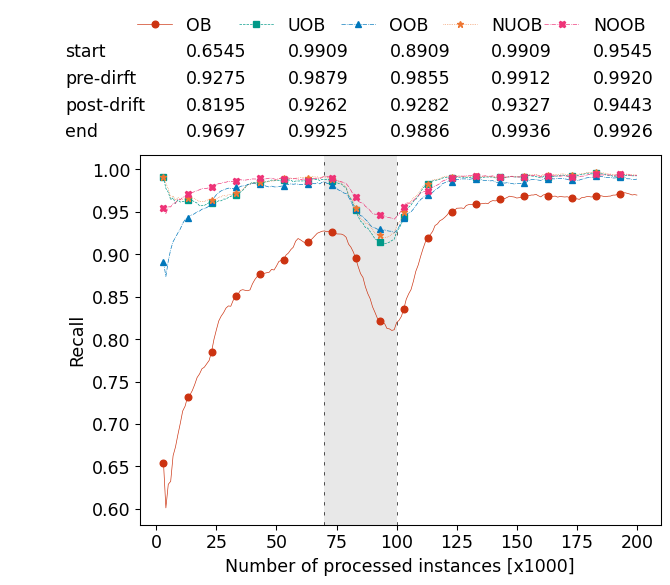 OB UOB OOB NUOB NOOB
start 0.6545 0.9909 0.8909 0.9909 0.9545
pre-dirft 0.9275 0.9879 0.9855 0.9912 0.9920
post-drift 0.8195 0.9262 0.9282 0.9327 0.9443
end 0.9697 0.9925 0.9886 0.9936 0.9926
1.00
0.95
0.90
0.85
0.80
0.75
0.70
0.65
0.60
Recall
0 25 50 75 100 125 150 175 200
Number of processed instances [x1000]